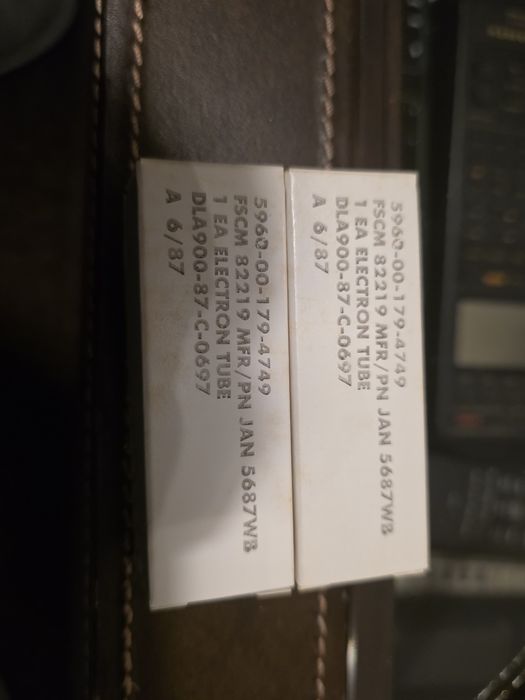 5960-00-179-4749
FSCM 82219 MFR/PN JAN 5687WB
1 EA ELECTRON TUBE
DLA900-87-C-0697
A 6/87
5960-00-179-4749
FSCM 82219 MFR/PN JAN 5687WB
1 EA ELECTRON TUBE
DLA900-87-C-0697
A 6/87